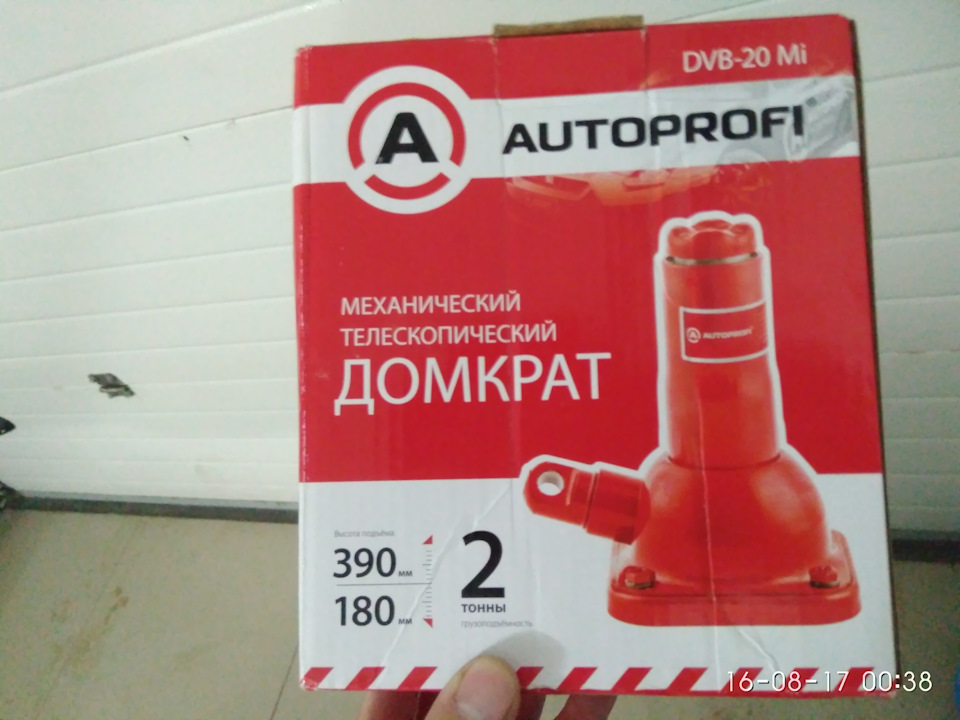 DVB-20 Mi
A AUTOPROFI
МЕХАНИЧЕСКИЙ
ТЕЛЕСКОПИЧЕСКИЙ
ДОМКРАТ
A AUTOPROFI
Высота подъёма
390 мм
180 мм
2
ТОННЫ
грузоподъёмность
16-08-17 00:38